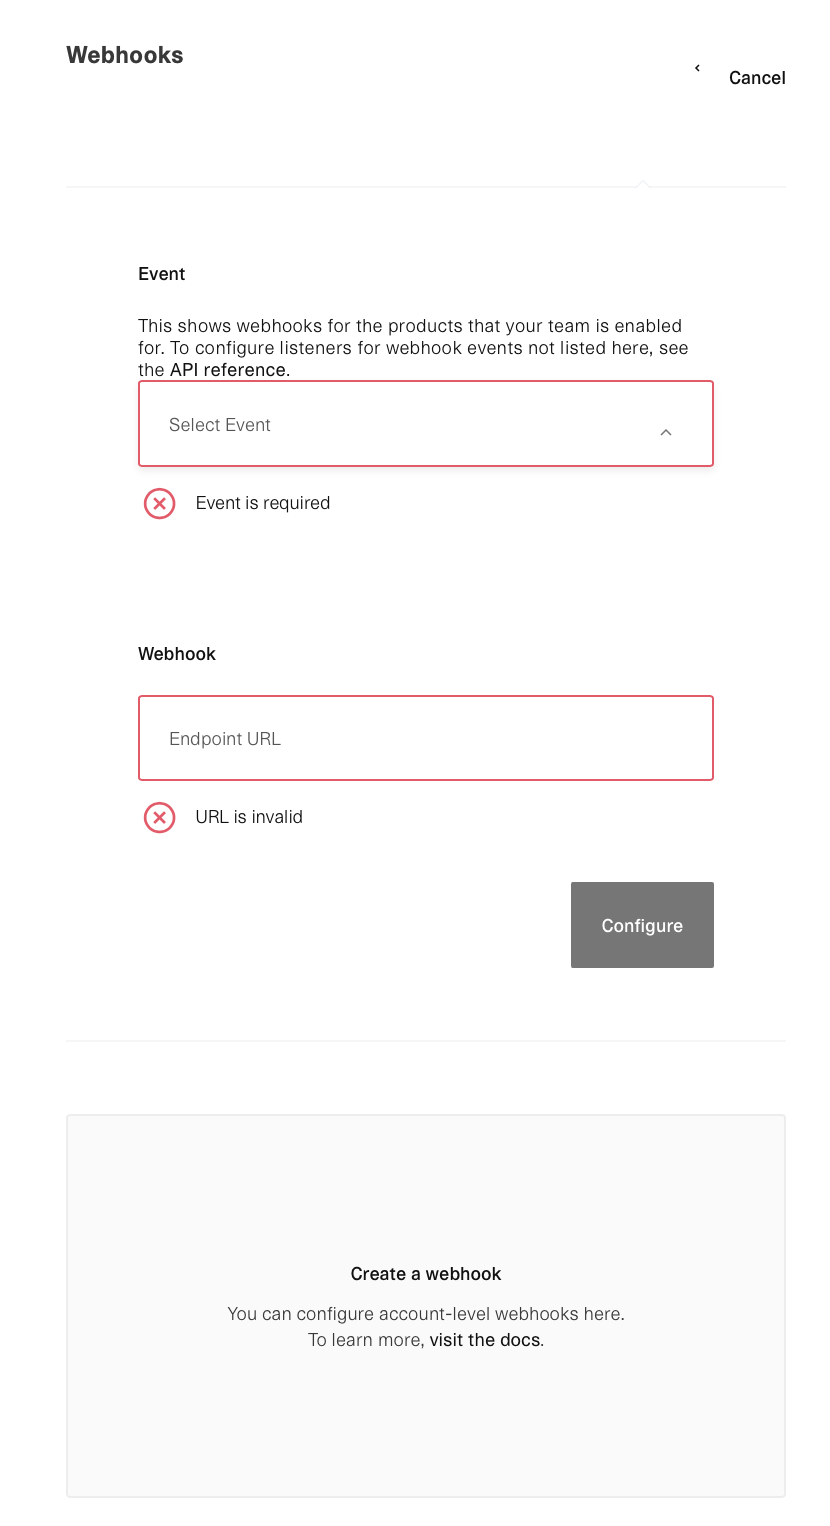 Webhooks
Cancel
Event
This shows webhooks for the products that your team is enabled
for. To configure listeners for webhook events not listed here, see
the API reference.
Select Event
Event is required
Webhook
Endpoint URL
URL is invalid
Configure
Create a webhook
You can configure account-level webhooks here.
To learn more, visit the docs.